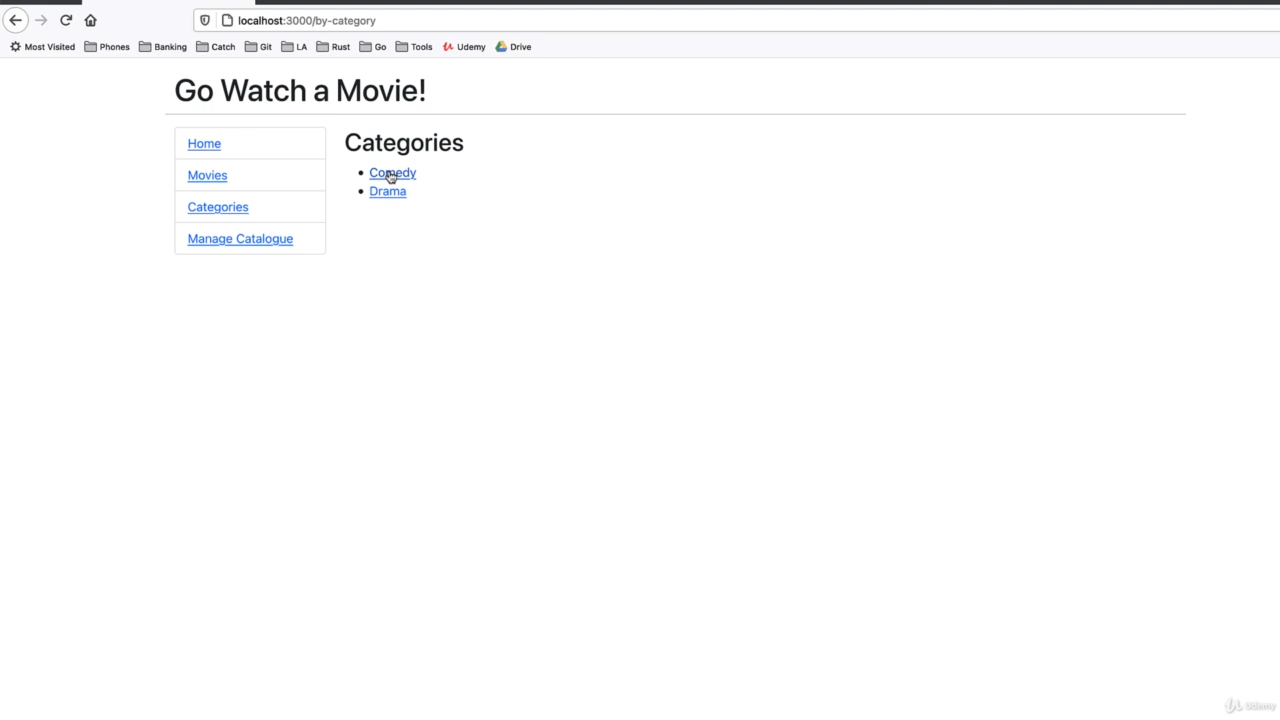 localhost:3000/by-category
Most Visited Phones Banking Catch Git LA Rust Go Tools Udemy Drive
Go Watch a Movie!
Home
Movies
Categories
Manage Catalogue
Categories
Comedy
Drama
Udemy